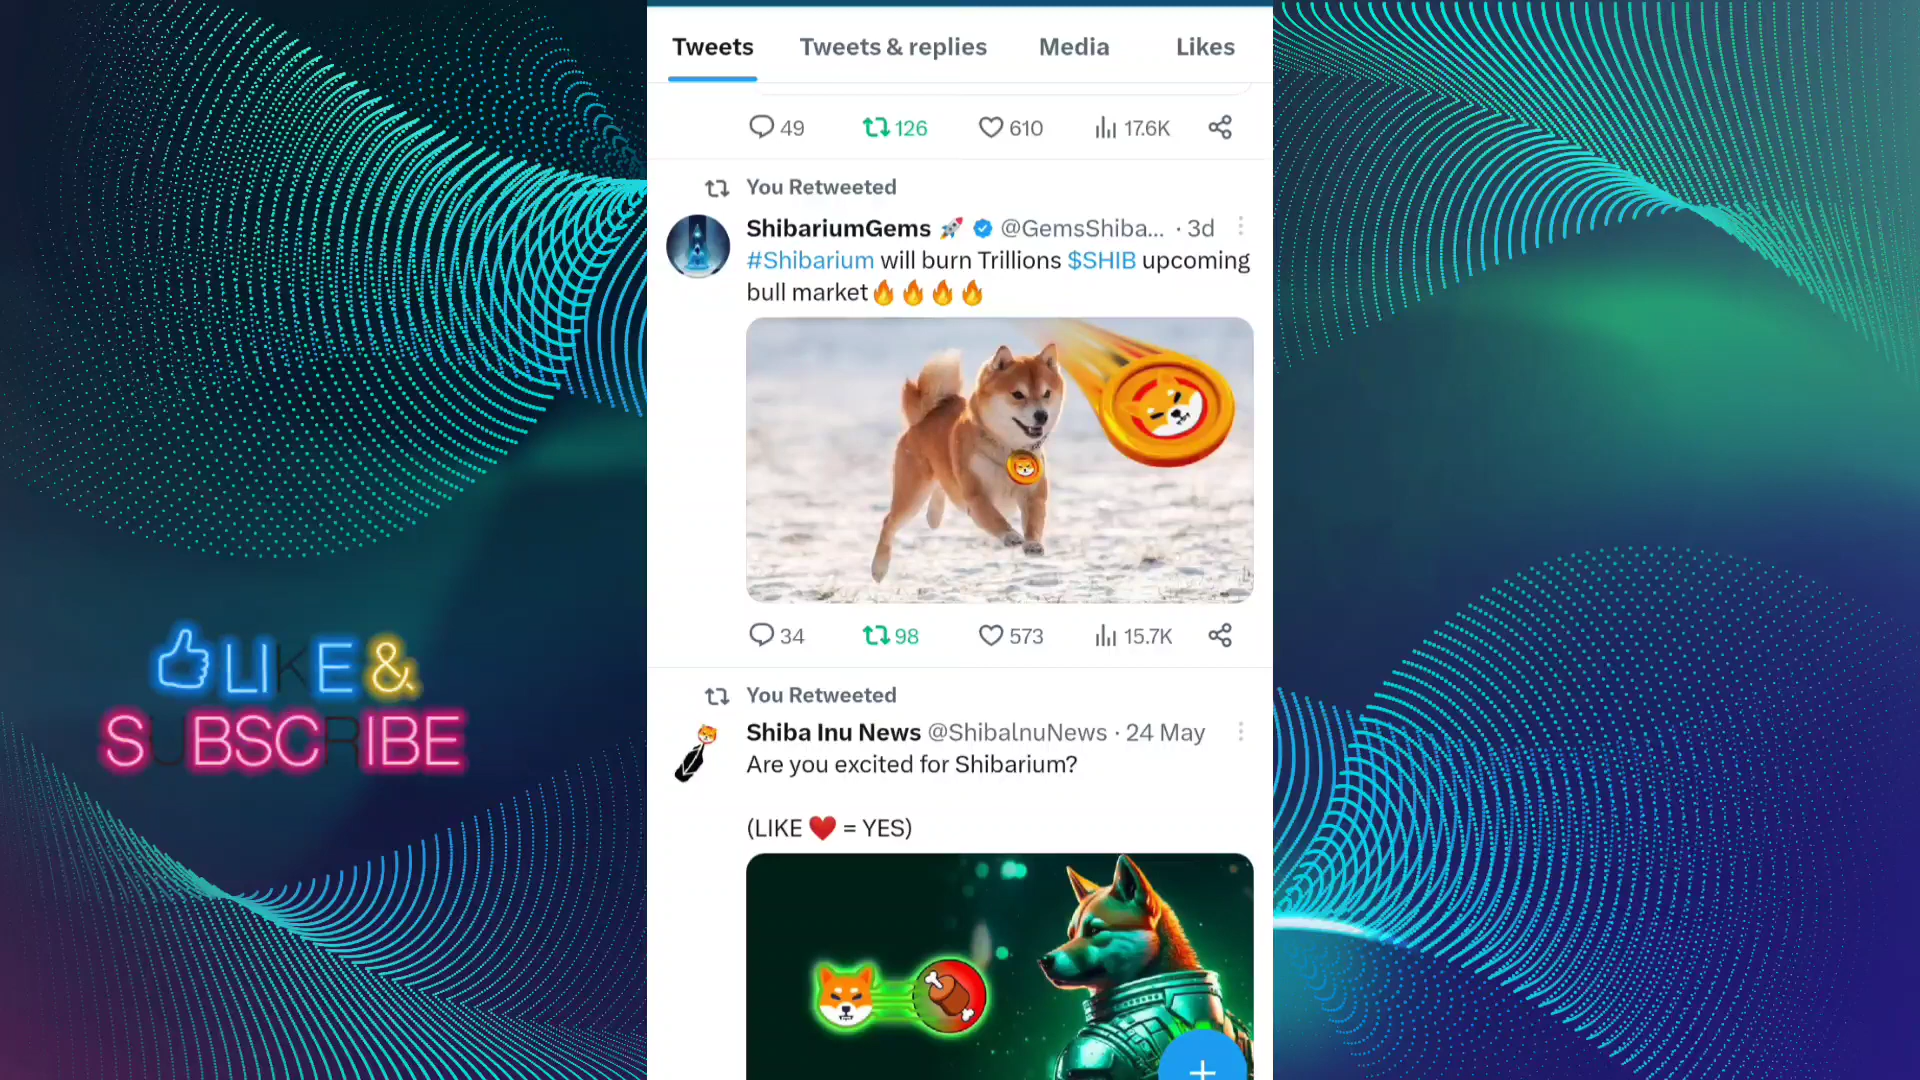 Tweets Tweets & replies Media Likes
49 126 610 17.6K
You Retweeted
ShibariumGems 🚀 @GemsShiba... · 3d
#Shibarium will burn Trillions $SHIB upcoming
bull market🔥🔥🔥🔥
34 98 573 15.7K
You Retweeted
Shiba Inu News @ShibaInuNews · 24 May
Are you excited for Shibarium?
(LIKE ❤️ = YES)
LIKE &
SUBSCRIBE